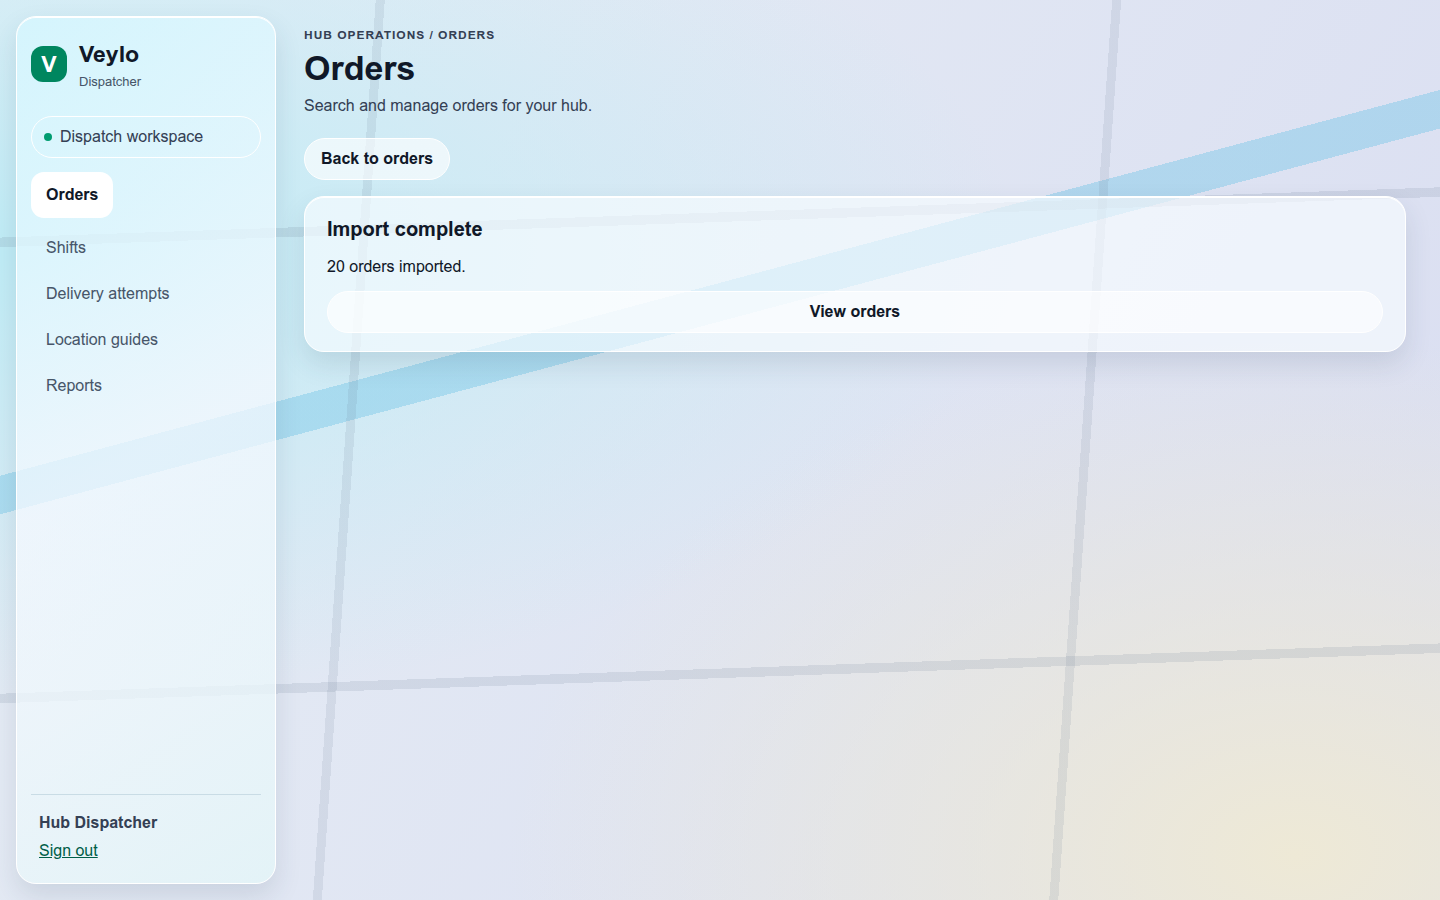 V
Veylo
Dispatcher
Dispatch workspace
Orders
Shifts
Delivery attempts
Location guides
Reports
Hub Dispatcher
Sign out
HUB OPERATIONS / ORDERS
Orders
Search and manage orders for your hub.
Back to orders
Import complete
20 orders imported.
View orders